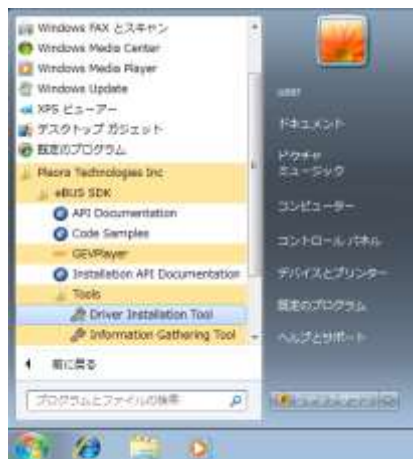 Windows FAX とスキャン
Windows Media Center
Windows Media Player
Windows Update
XPS ビューアー
デスクトップ ガジェット
既定のプログラム
Pleora Technologies Inc
eBUS SDK
API Documentation
Code Samples
GEVPlayer
Installation API Documentation
Tools
Driver Installation Tool
Information Gathering Tool
前に戻る
プログラムとファイルの検索
user
ドキュメント
ピクチャ
ミュージック
コンピューター
コントロール パネル
デバイスとプリンター
既定のプログラム
ヘルプとサポート